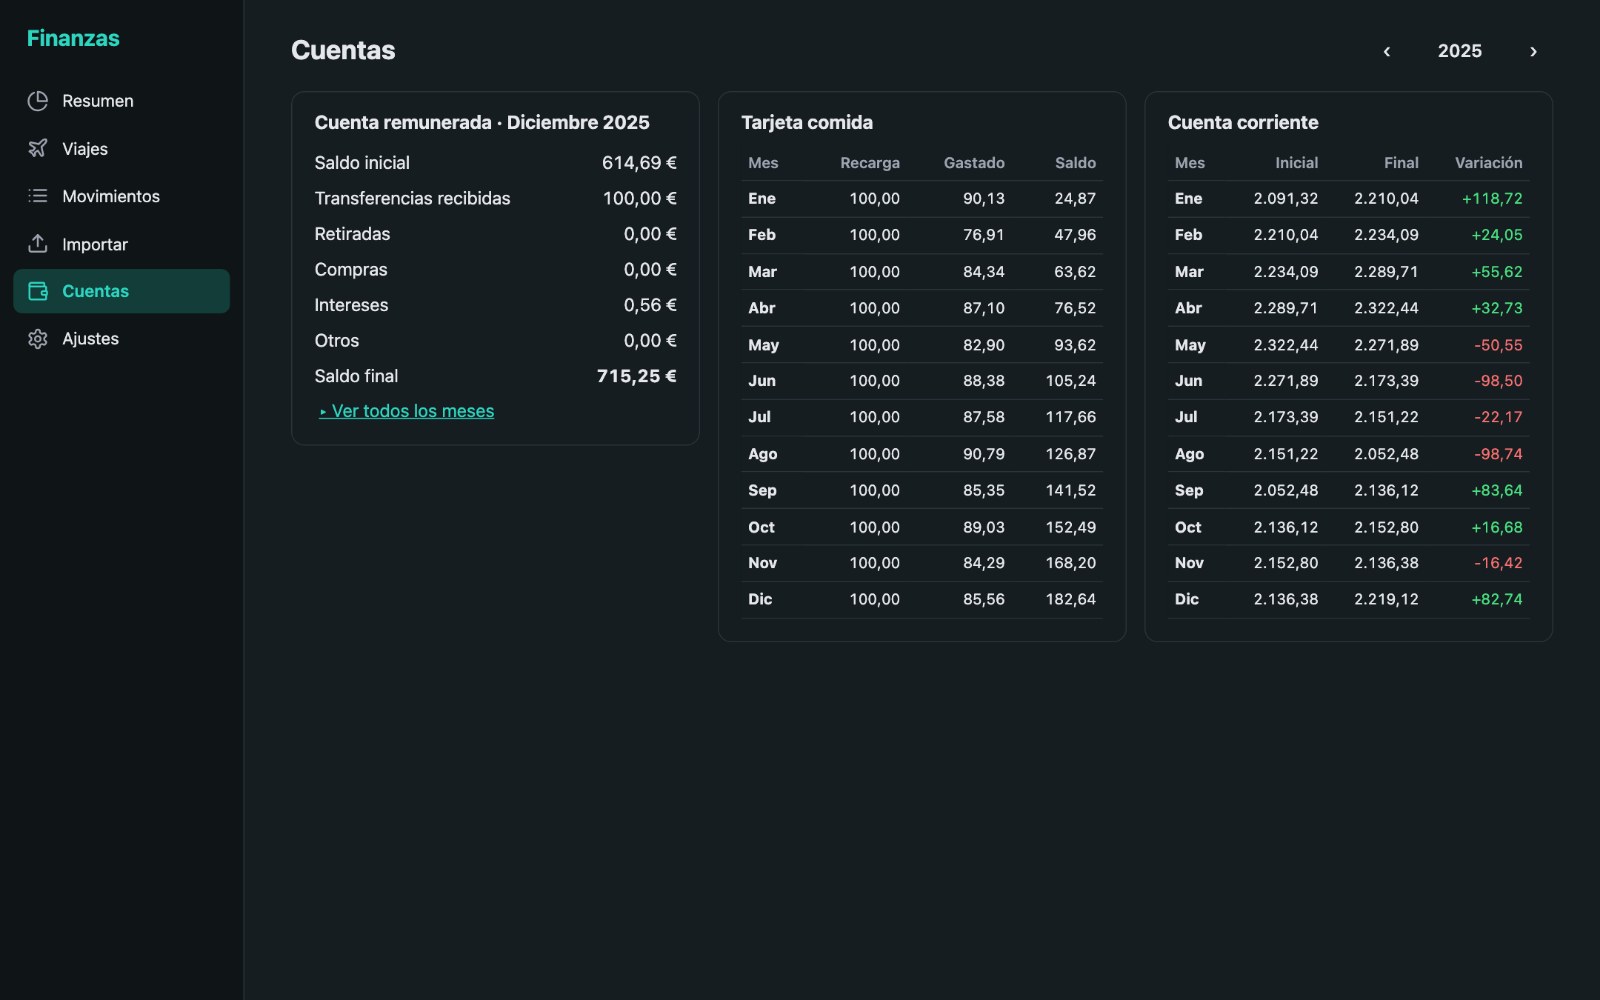 Finanzas
Resumen
Viajes
Movimientos
Importar
Cuentas
Ajustes
Cuentas
‹ 2025 ›
Cuenta remunerada · Diciembre 2025
Saldo inicial 614,69 €
Transferencias recibidas 100,00 €
Retiradas 0,00 €
Compras 0,00 €
Intereses 0,56 €
Otros 0,00 €
Saldo final 715,25 €
▸ Ver todos los meses
Tarjeta comida
Mes Recarga Gastado Saldo
Ene 100,00 90,13 24,87
Feb 100,00 76,91 47,96
Mar 100,00 84,34 63,62
Abr 100,00 87,10 76,52
May 100,00 82,90 93,62
Jun 100,00 88,38 105,24
Jul 100,00 87,58 117,66
Ago 100,00 90,79 126,87
Sep 100,00 85,35 141,52
Oct 100,00 89,03 152,49
Nov 100,00 84,29 168,20
Dic 100,00 85,56 182,64
Cuenta corriente
Mes Inicial Final Variación
Ene 2.091,32 2.210,04 +118,72
Feb 2.210,04 2.234,09 +24,05
Mar 2.234,09 2.289,71 +55,62
Abr 2.289,71 2.322,44 +32,73
May 2.322,44 2.271,89 -50,55
Jun 2.271,89 2.173,39 -98,50
Jul 2.173,39 2.151,22 -22,17
Ago 2.151,22 2.052,48 -98,74
Sep 2.052,48 2.136,12 +83,64
Oct 2.136,12 2.152,80 +16,68
Nov 2.152,80 2.136,38 -16,42
Dic 2.136,38 2.219,12 +82,74